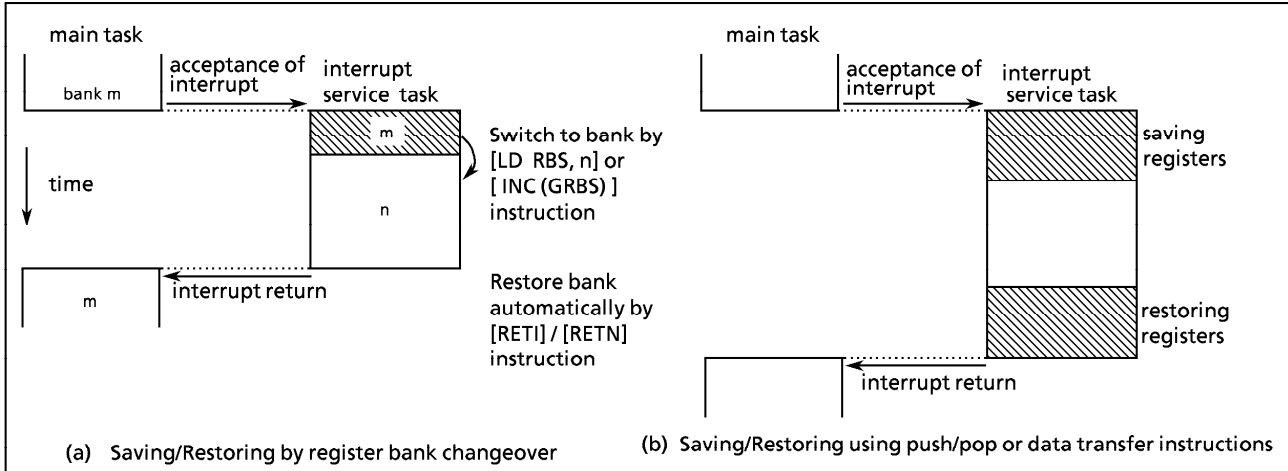 main task
acceptance of
interrupt
interrupt
service task
bank m
m
Switch to bank by
[LD RBS, n] or
[ INC (GRBS) ]
instruction
time
n
interrupt return
m
Restore bank
automatically by
[RETI] / [RETN]
instruction
(a) Saving/Restoring by register bank changeover
main task
acceptance of
interrupt
interrupt
service task
saving
registers
restoring
registers
interrupt return
(b) Saving/Restoring using push/pop or data transfer instructions